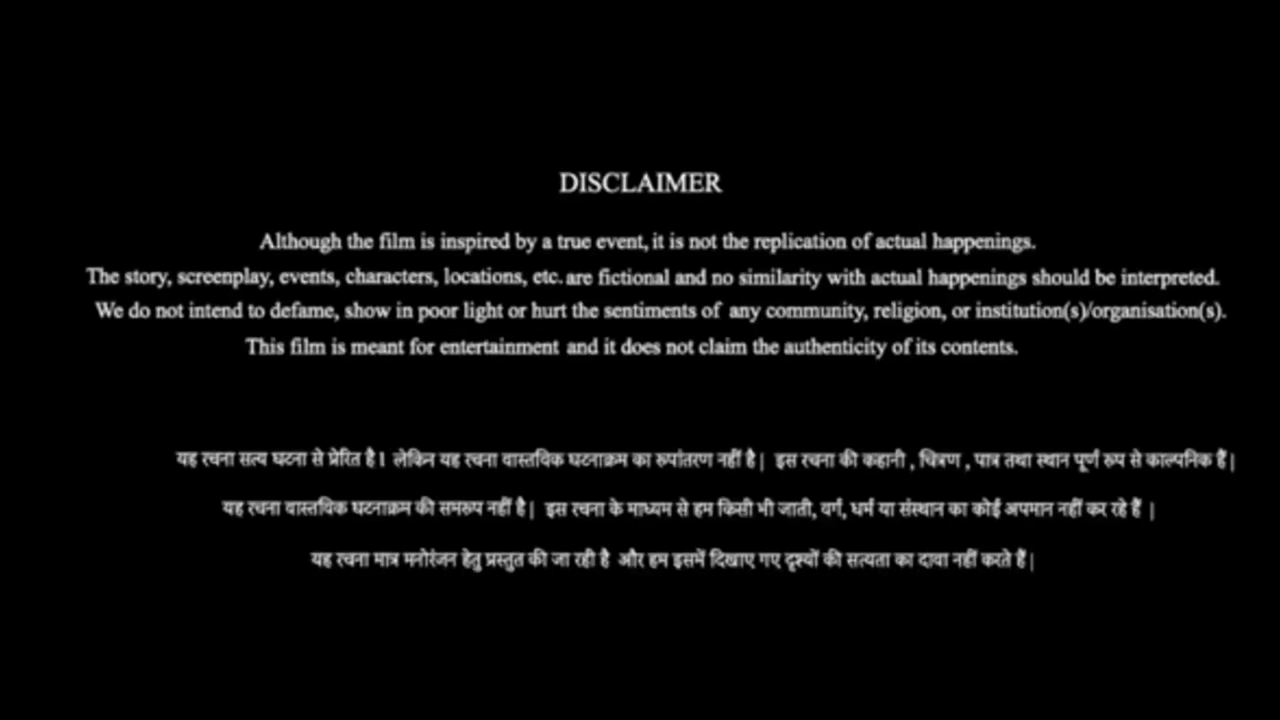 DISCLAIMER
Although the film is inspired by a true event, it is not the replication of actual happenings.
The story, screenplay, events, characters, locations, etc. are fictional and no similarity with actual happenings should be interpreted.
We do not intend to defame, show in poor light or hurt the sentiments of any community, religion, or institution(s)/organisation(s).
This film is meant for entertainment and it does not claim the authenticity of its contents.
यह रचना सत्य घटना से प्रेरित है। लेकिन यह रचना वास्तविक घटनाक्रम का रूपांतरण नहीं है| इस रचना की कहानी , चित्रण , पात्र तथा स्थान पूर्ण रूप से काल्पनिक हैं|
यह रचना वास्तविक घटनाक्रम की समरूप नहीं है| इस रचना के माध्यम से हम किसी भी जाती, वर्ग, धर्म या संस्थान का कोई अपमान नहीं कर रहे हैं |
यह रचना मात्र मनोरंजन हेतु प्रस्तुत की जा रही है और हम इसमें दिखाए गए दृश्यों की सत्यता का दावा नहीं करते हैं|